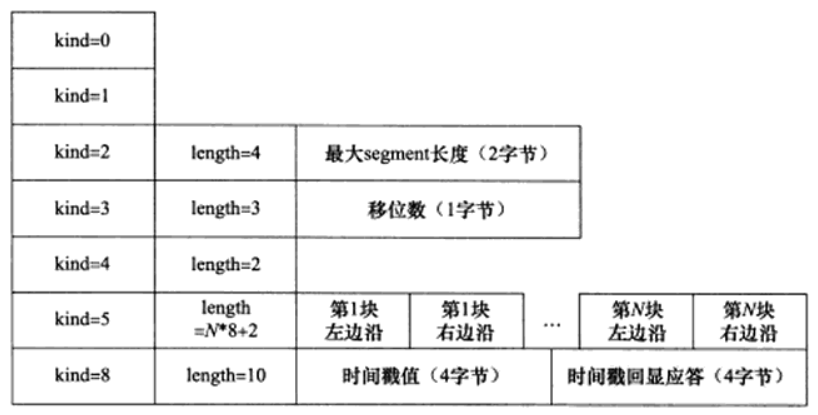 kind=0
kind=1
kind=2 length=4 最大segment长度（2字节）
kind=3 length=3 移位数（1字节）
kind=4 length=2
kind=5 length =N*8+2 第1块 左边沿 第1块 右边沿 … 第N块 左边沿 第N块 右边沿
kind=8 length=10 时间戳值（4字节） 时间戳回显应答（4字节）